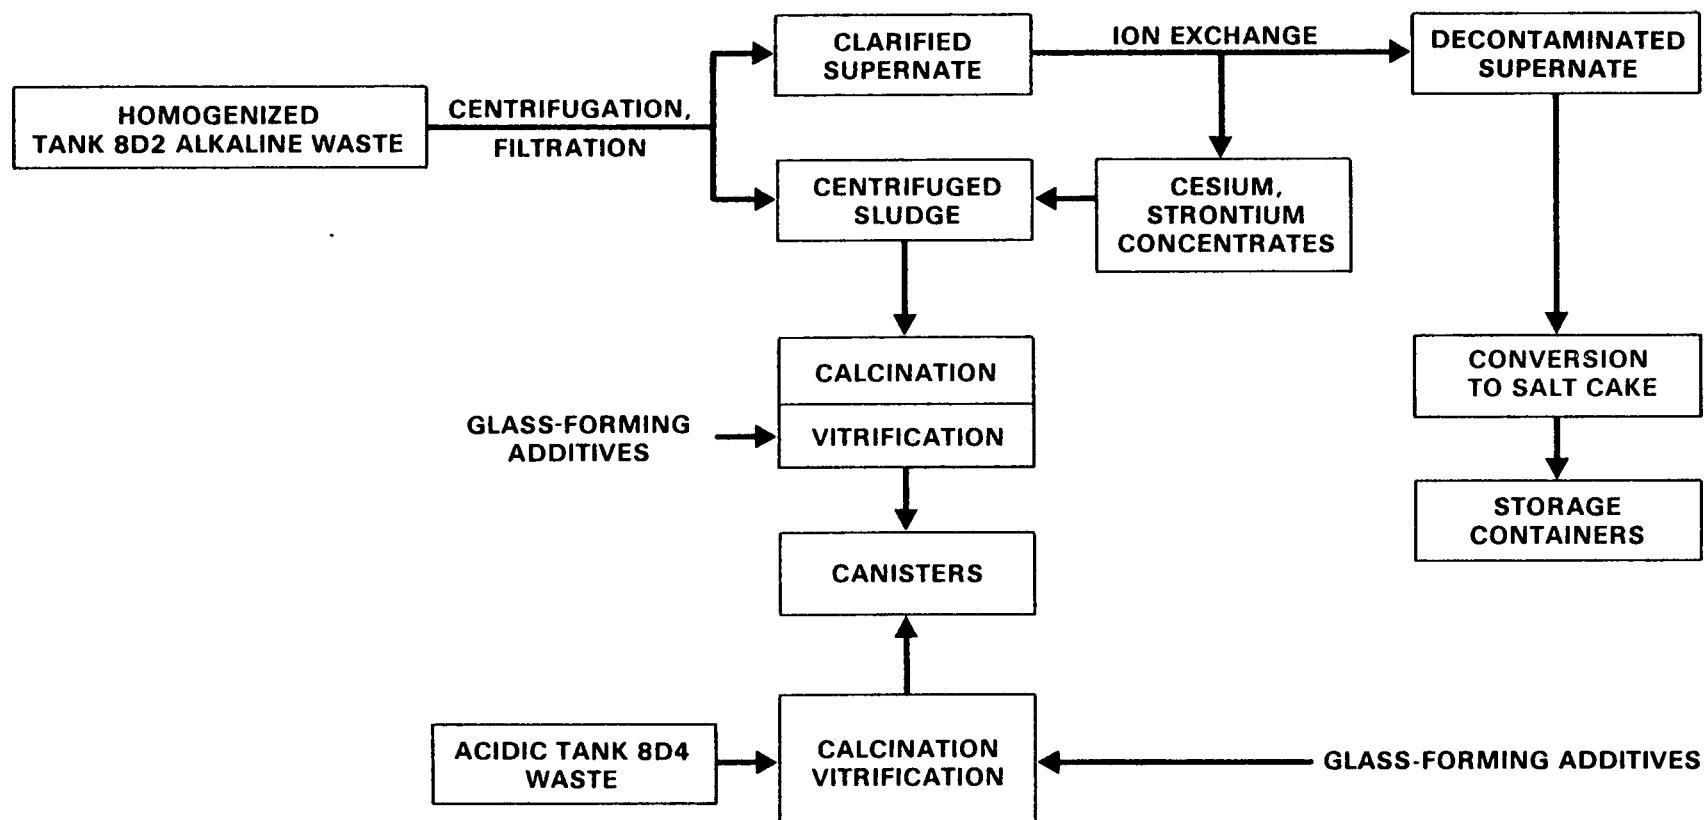 CLARIFIED
SUPERNATE
ION EXCHANGE
DECONTAMINATED
SUPERNATE
HOMOGENIZED
TANK 8D2 ALKALINE WASTE
CENTRIFUGATION,
FILTRATION
CENTRIFUGED
SLUDGE
CESIUM,
STRONTIUM
CONCENTRATES
CALCINATION
CONVERSION
TO SALT CAKE
GLASS-FORMING
ADDITIVES
VITRIFICATION
STORAGE
CONTAINERS
CANISTERS
ACIDIC TANK 8D4
WASTE
CALCINATION
VITRIFICATION
GLASS-FORMING ADDITIVES